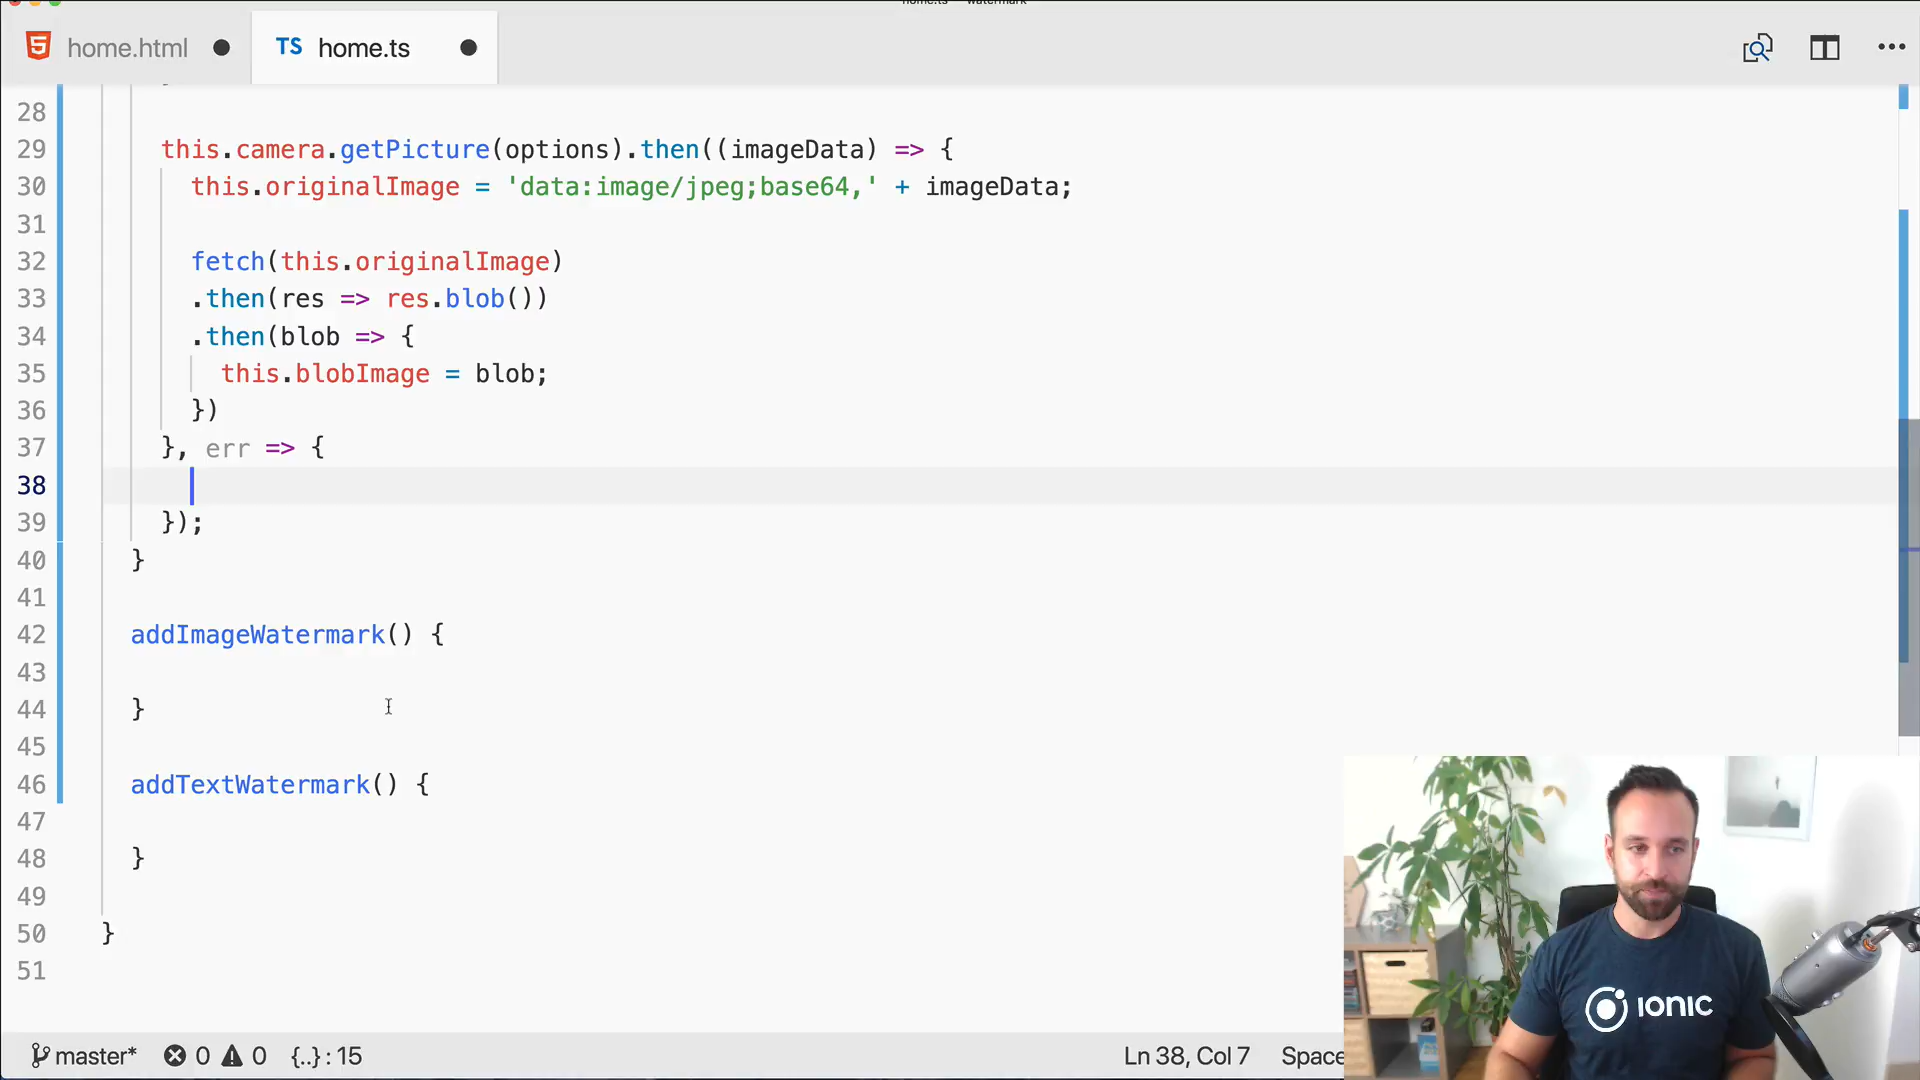 home.ts — watermark
home.html
TS home.ts
28
29 this.camera.getPicture(options).then((imageData) => {
30 this.originalImage = 'data:image/jpeg;base64,' + imageData;
31
32 fetch(this.originalImage)
33 .then(res => res.blob())
34 .then(blob => {
35 this.blobImage = blob;
36 })
37 }, err => {
38
39 });
40 }
41
42 addImageWatermark() {
43
44 }
45
46 addTextWatermark() {
47
48 }
49
50 }
51
IONIC
master* 0 0 {..} : 15 Ln 38, Col 7 Space